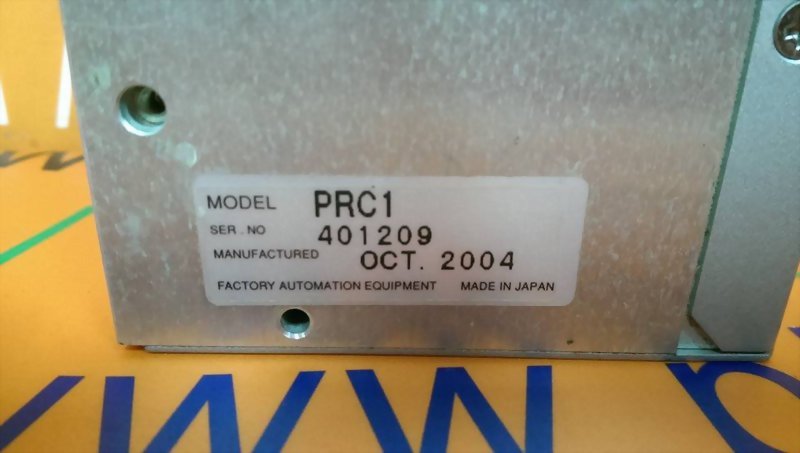 MODEL PRC1
SER. NO 401209
MANUFACTURED OCT. 2004
FACTORY AUTOMATION EQUIPMENT MADE IN JAPAN